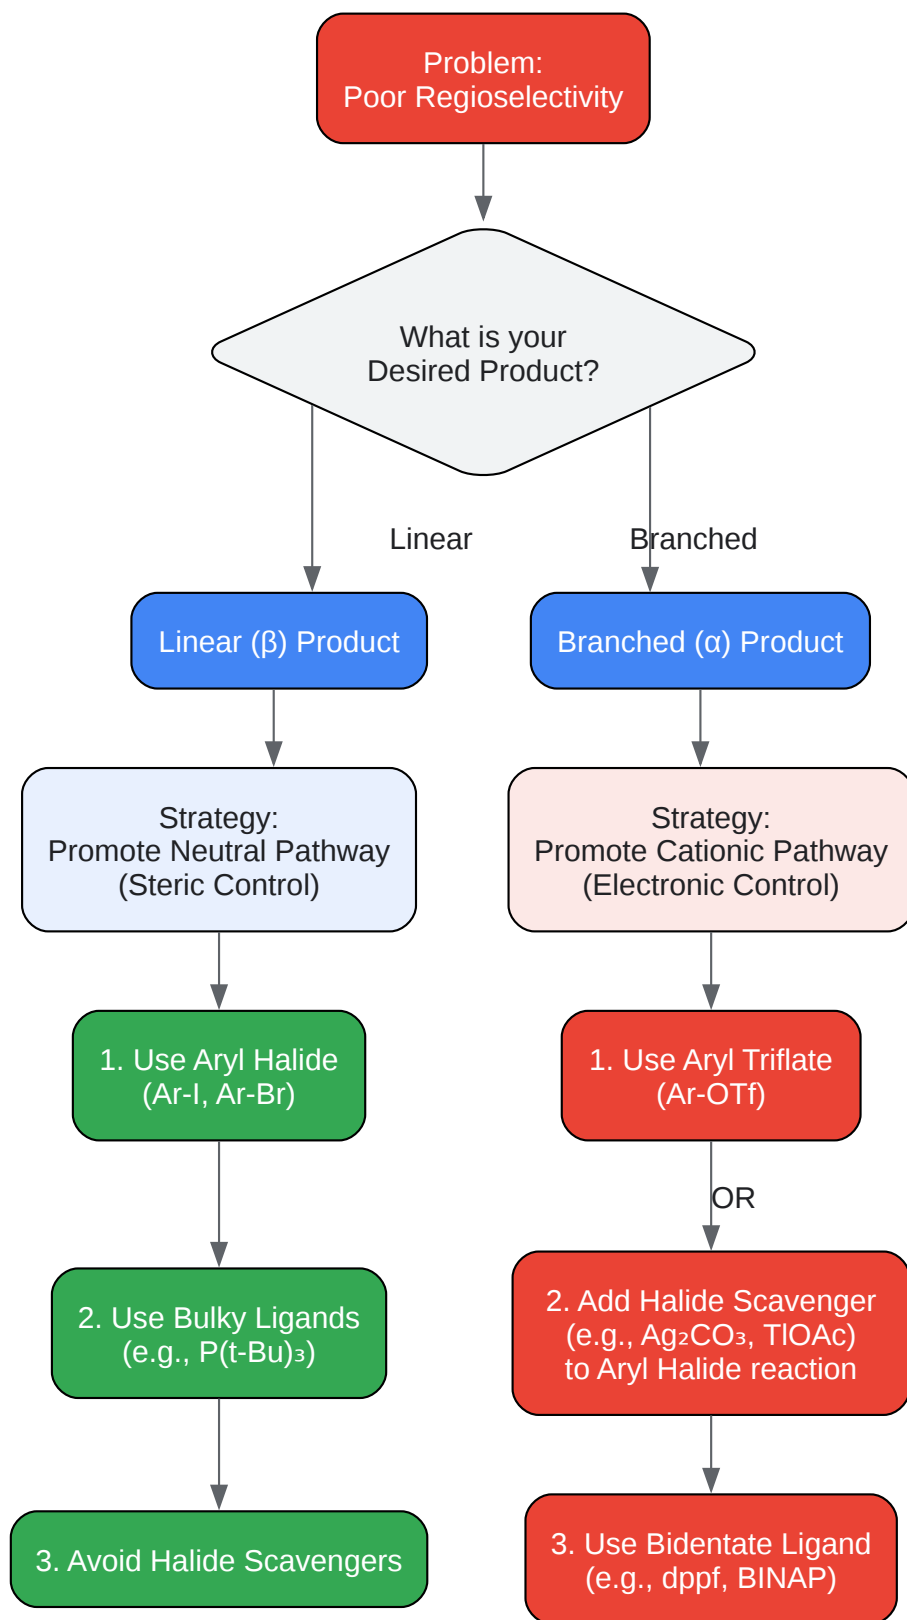 Problem:
Poor Regioselectivity
What is your
Desired Product?
Linear
Branched
Linear (β) Product
Branched (α) Product
Strategy:
Promote Neutral Pathway
(Steric Control)
Strategy:
Promote Cationic Pathway
(Electronic Control)
1. Use Aryl Halide
(Ar-I, Ar-Br)
1. Use Aryl Triflate
(Ar-OTf)
OR
2. Use Bulky Ligands
(e.g., P(t-Bu)₃)
2. Add Halide Scavenger
(e.g., Ag₂CO₃, TlOAc)
to Aryl Halide reaction
3. Avoid Halide Scavengers
3. Use Bidentate Ligand
(e.g., dppf, BINAP)